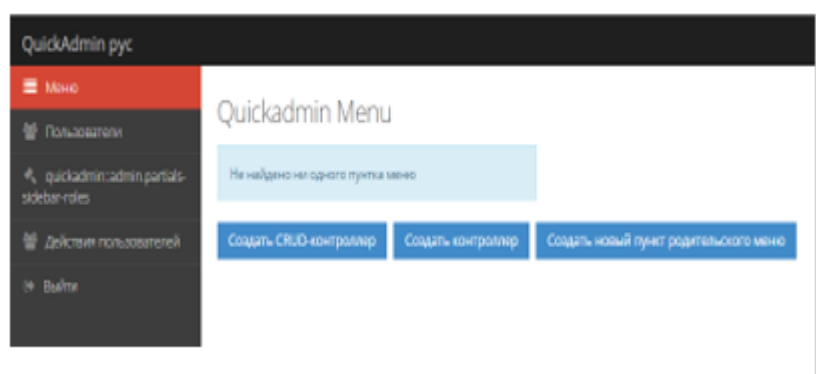 QuickAdmin рус
Меню
Пользователи
quickadmin::admin.partials-
sidebar-roles
Действия пользователей
Выйти
Quickadmin Menu
Не найдено ни одного пунтка меню
Создать CRUD-контроллер
Создать контроллер
Создать новый пункт родительского меню